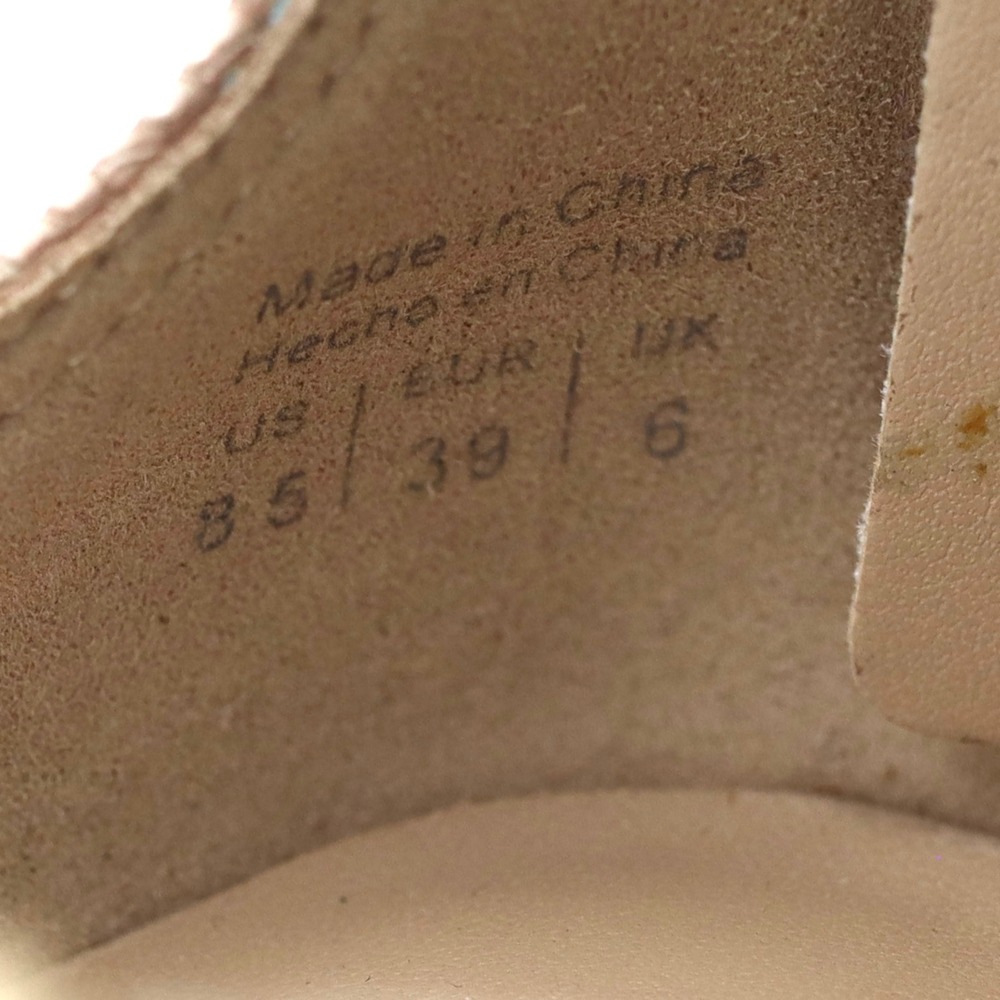 Made in China
Hecho en China
US | EUR | UK
8 5 | 39 | 6